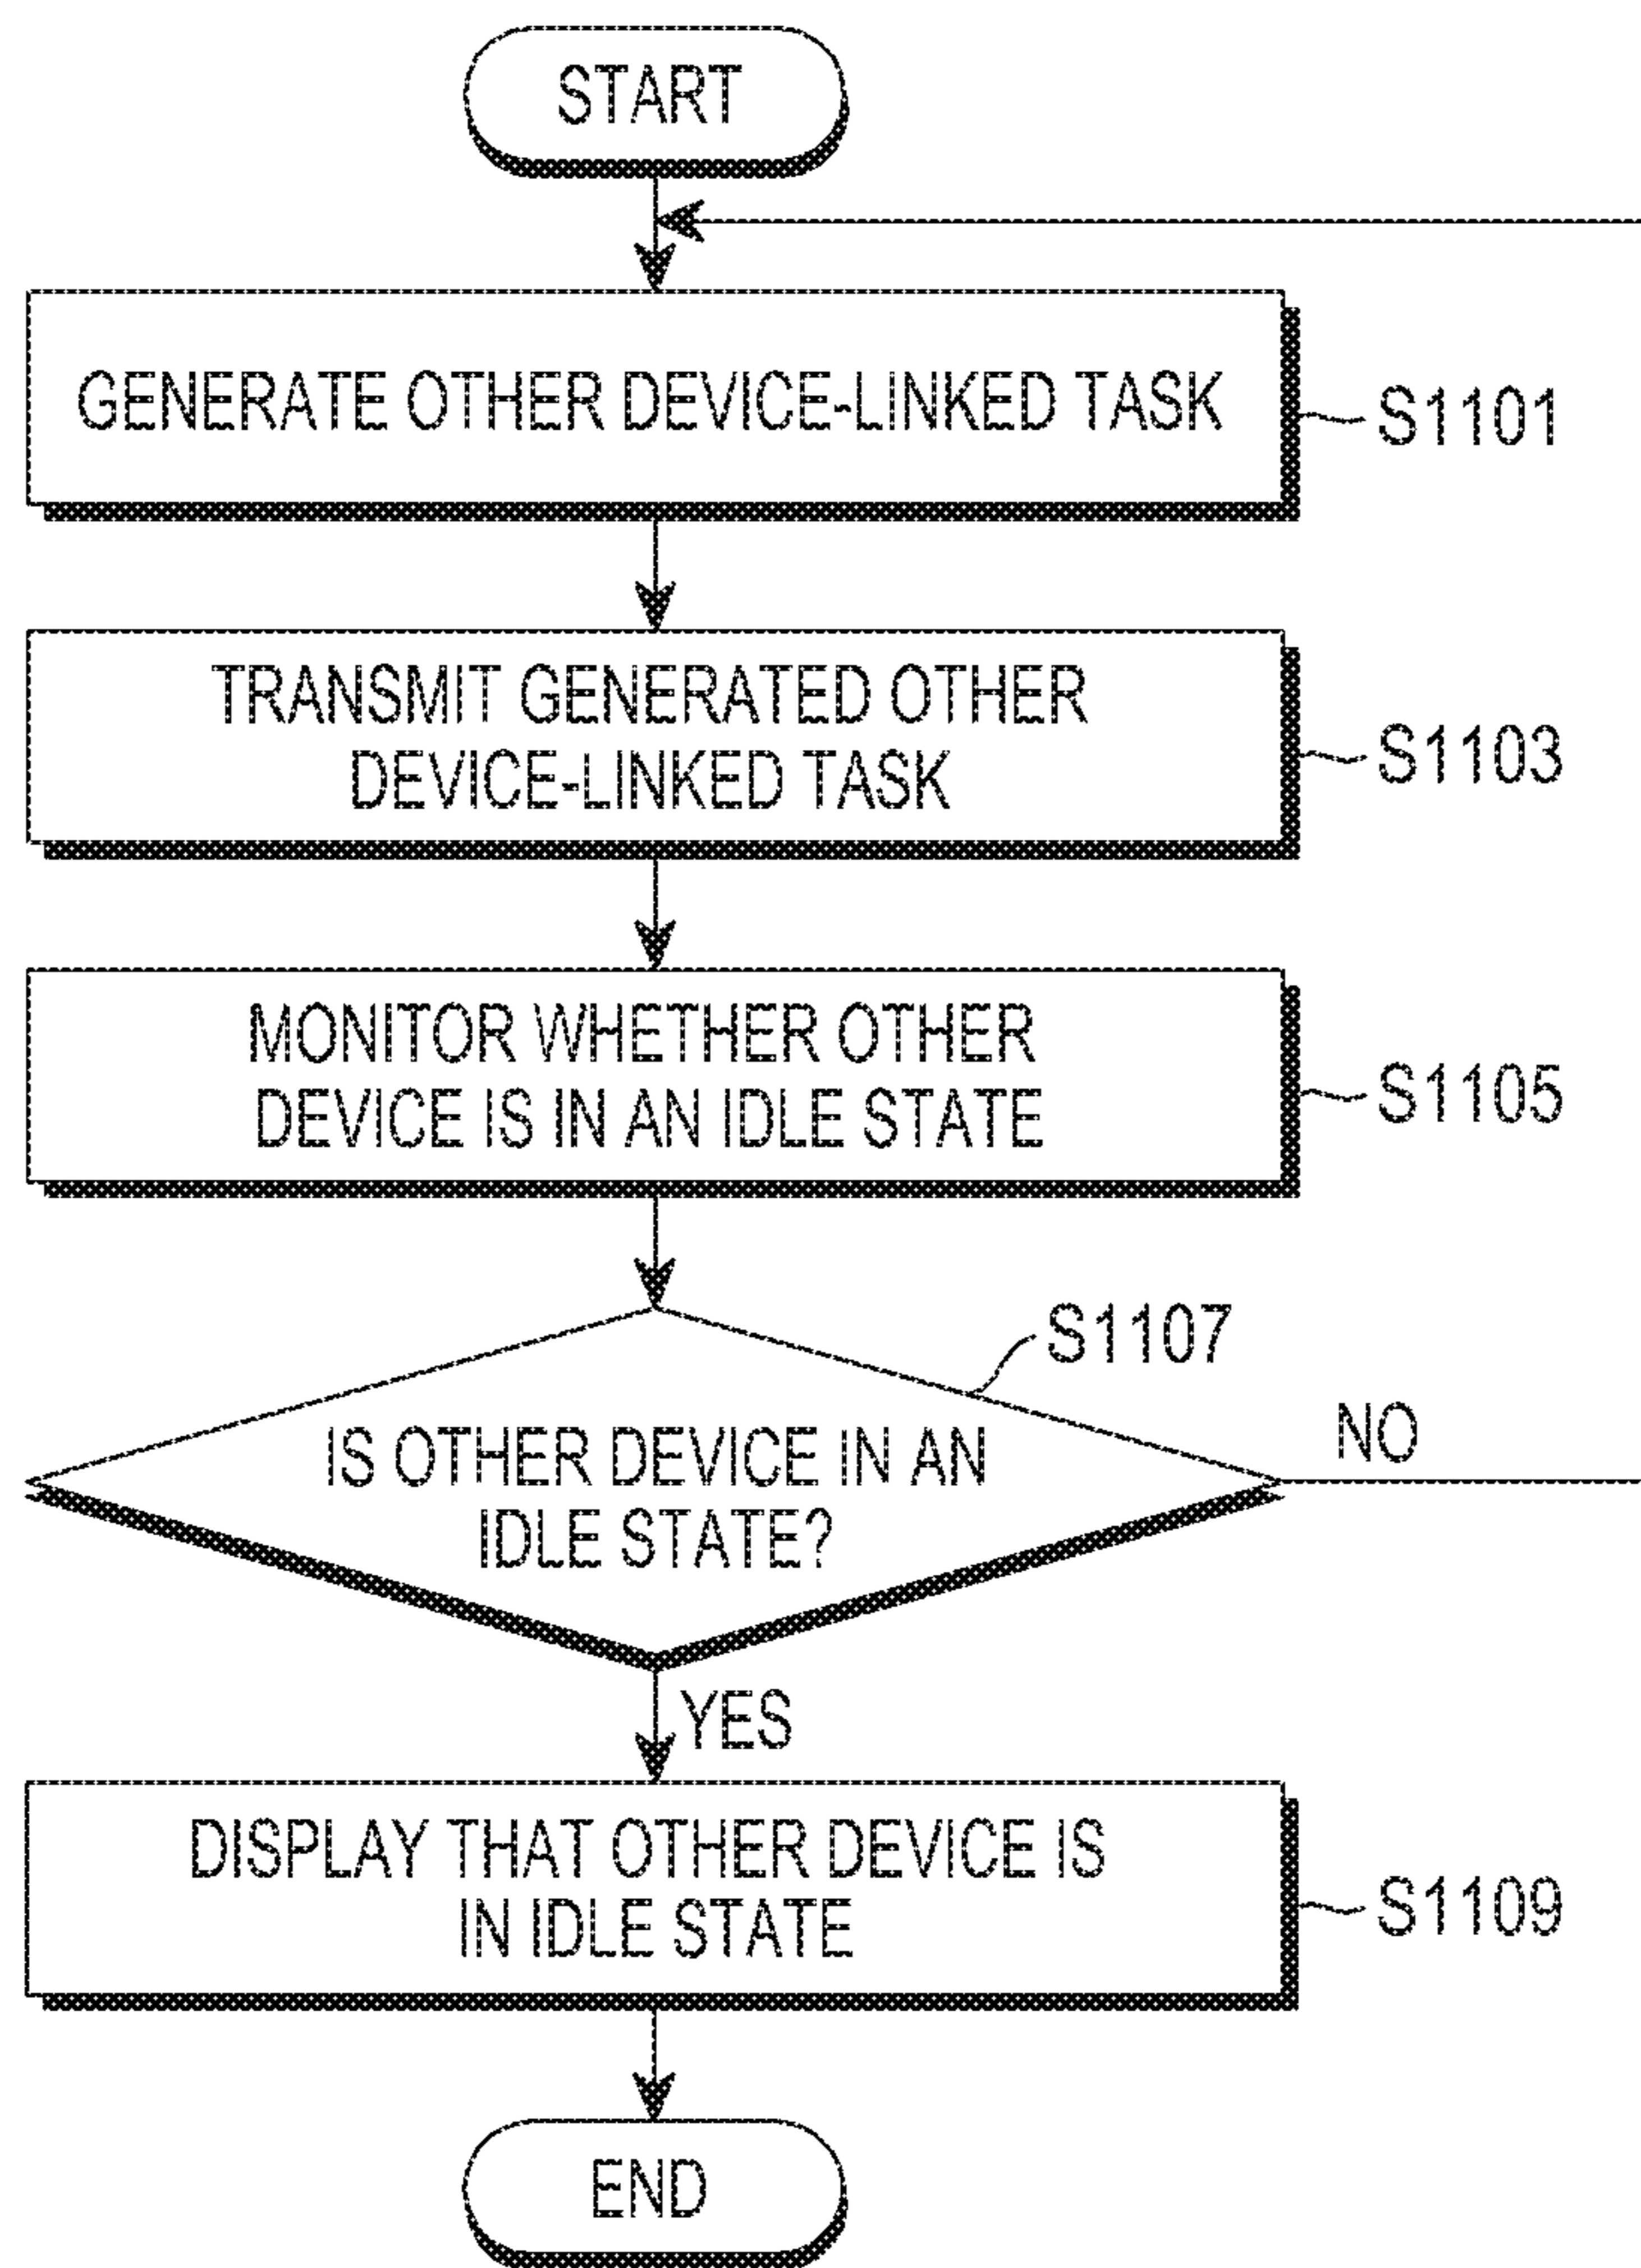 START
GENERATE OTHER DEVICE-LINKED TASK
S1101
TRANSMIT GENERATED OTHER
DEVICE-LINKED TASK
S1103
MONITOR WHETHER OTHER
DEVICE IS IN AN IDLE STATE
S1105
S1107
IS OTHER DEVICE IN AN
IDLE STATE?
NO
YES
DISPLAY THAT OTHER DEVICE IS
IN IDLE STATE
S1109
END